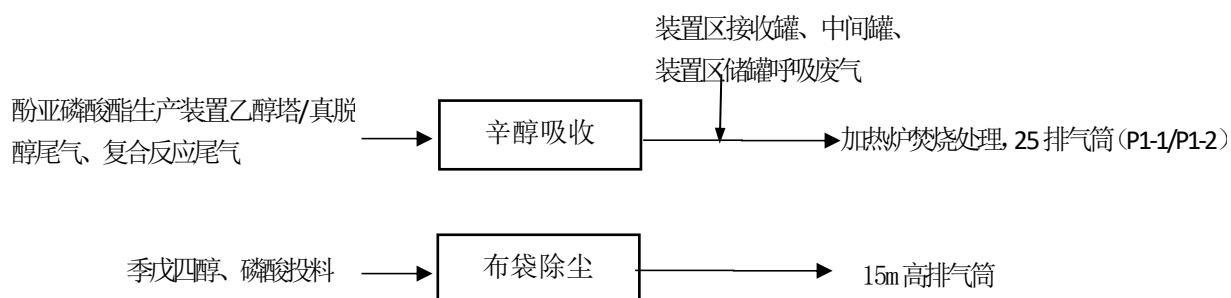 装置区接收罐、中间罐、
装置区储罐呼吸废气
酚亚磷酸酯生产装置乙醇塔/真脱
醇尾气、复合反应尾气
辛醇吸收
加热炉焚烧处理, 25 排气筒(P1-1/P1-2)
季戊四醇、磷酸投料
布袋除尘
15m 高排气筒